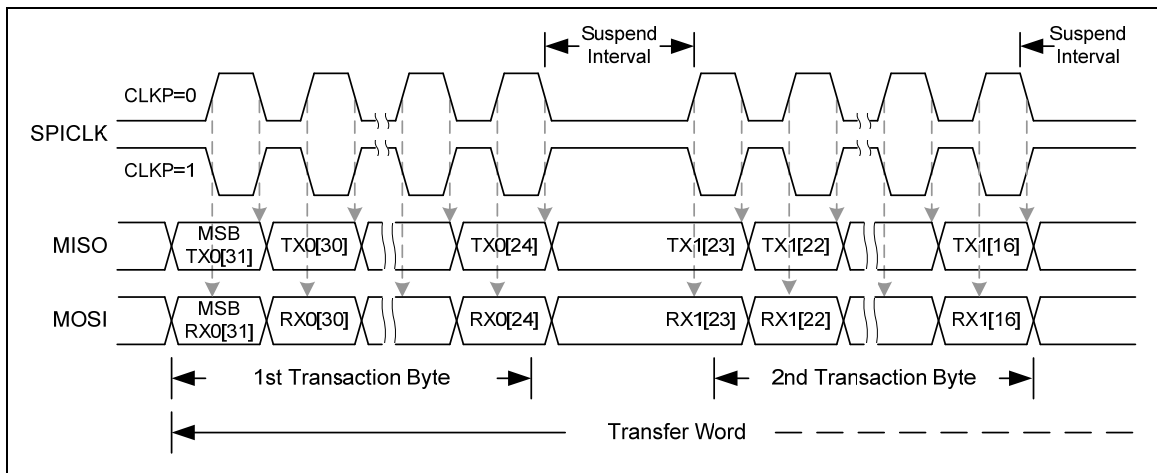 Suspend
Interval
Suspend
Interval
CLKP=0
SPICLK
CLKP=1
MISO
MSB
TX0[31]
TX0[30]
TX0[24]
TX1[23]
TX1[22]
TX1[16]
MOSI
MSB
RX0[31]
RX0[30]
RX0[24]
RX1[23]
RX1[22]
RX1[16]
1st Transaction Byte
2nd Transaction Byte
Transfer Word